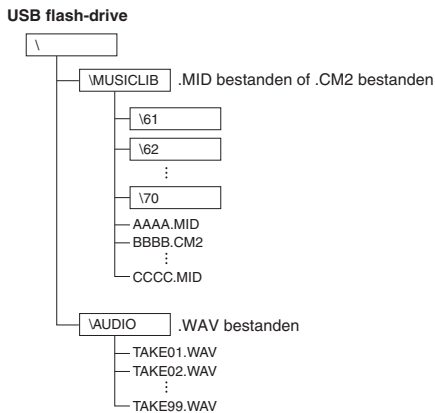 USB flash-drive
\
\MUSICLIB .MID bestanden of .CM2 bestanden
\61
\62
⋮
\70
AAAA.MID
BBBB.CM2
⋮
CCCC.MID
\AUDIO .WAV bestanden
TAKE01.WAV
TAKE02.WAV
⋮
TAKE99.WAV